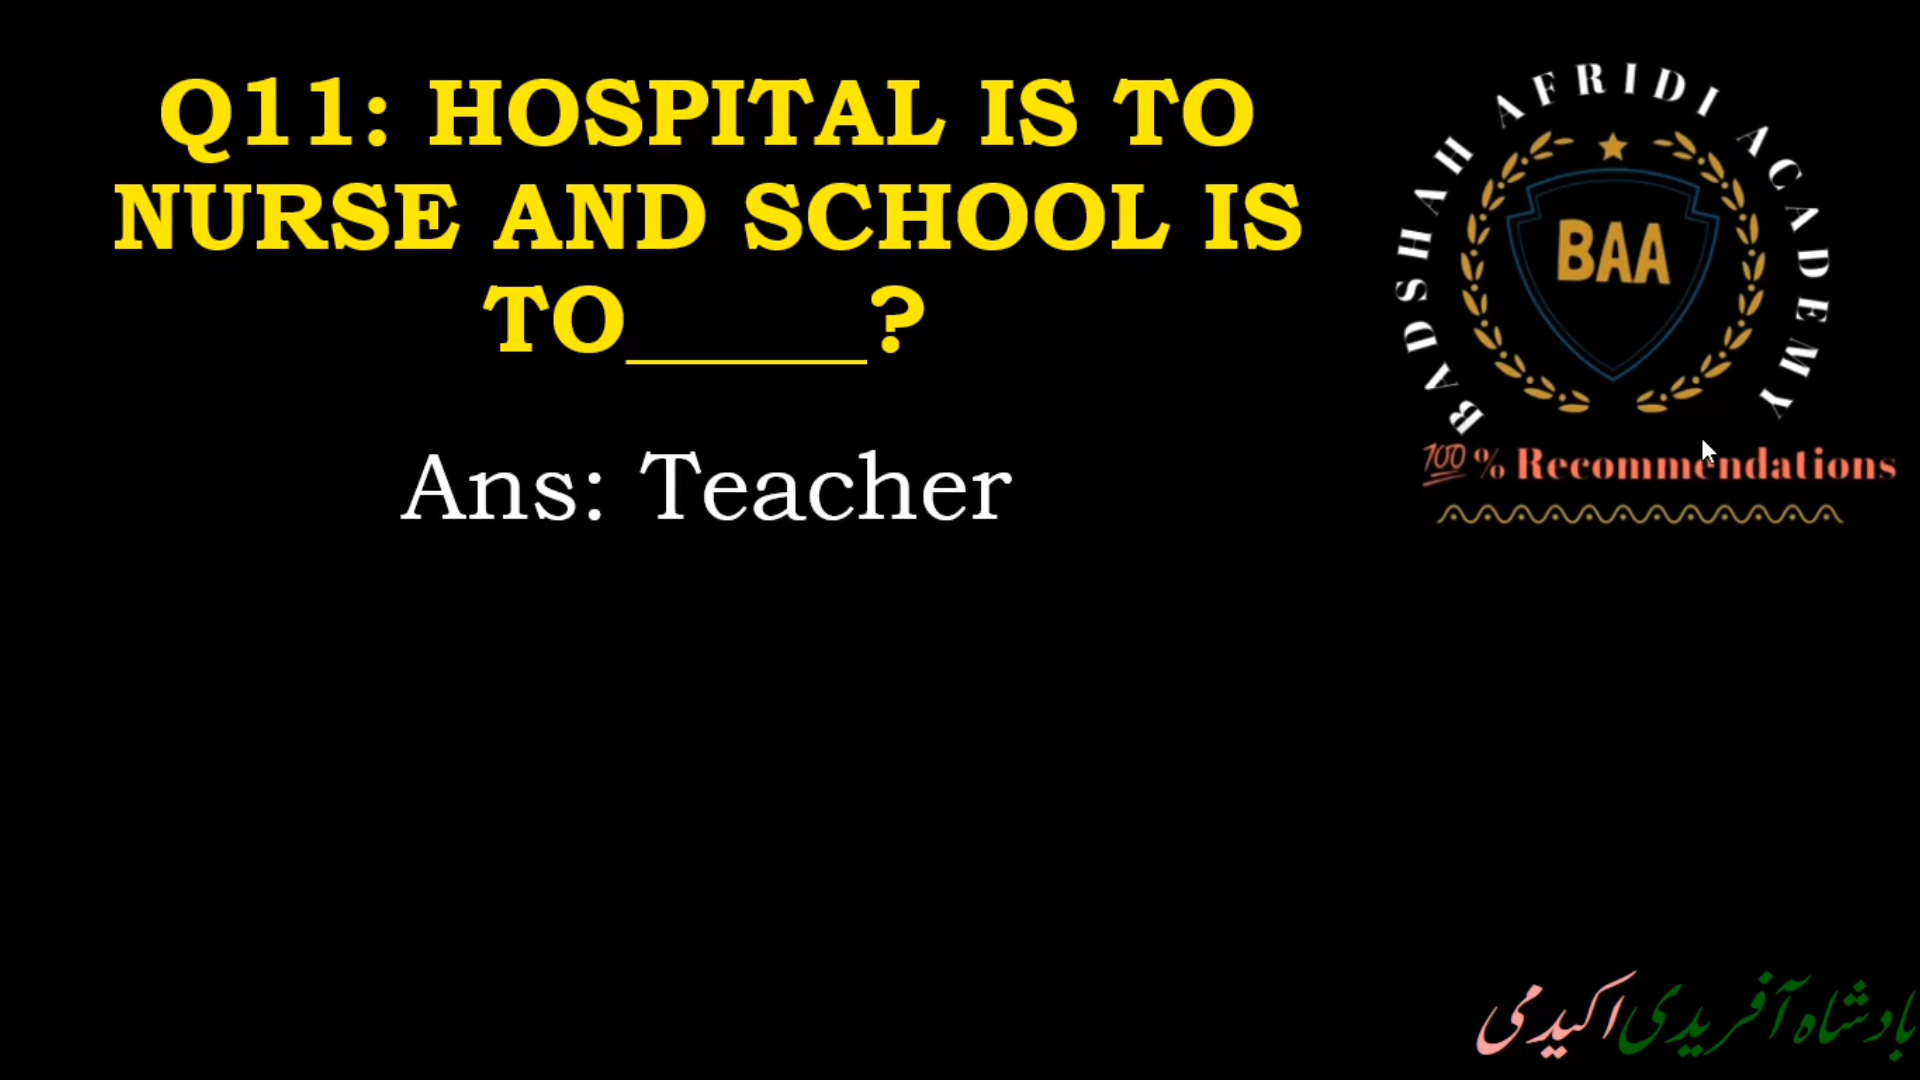 Q11: HOSPITAL IS TO
NURSE AND SCHOOL IS
TO_____?
Ans: Teacher
BADSHAH AFRIDI ACADEMY
BAA
💯% Recommendations
بادشاہ آفریدی اکیڈمی